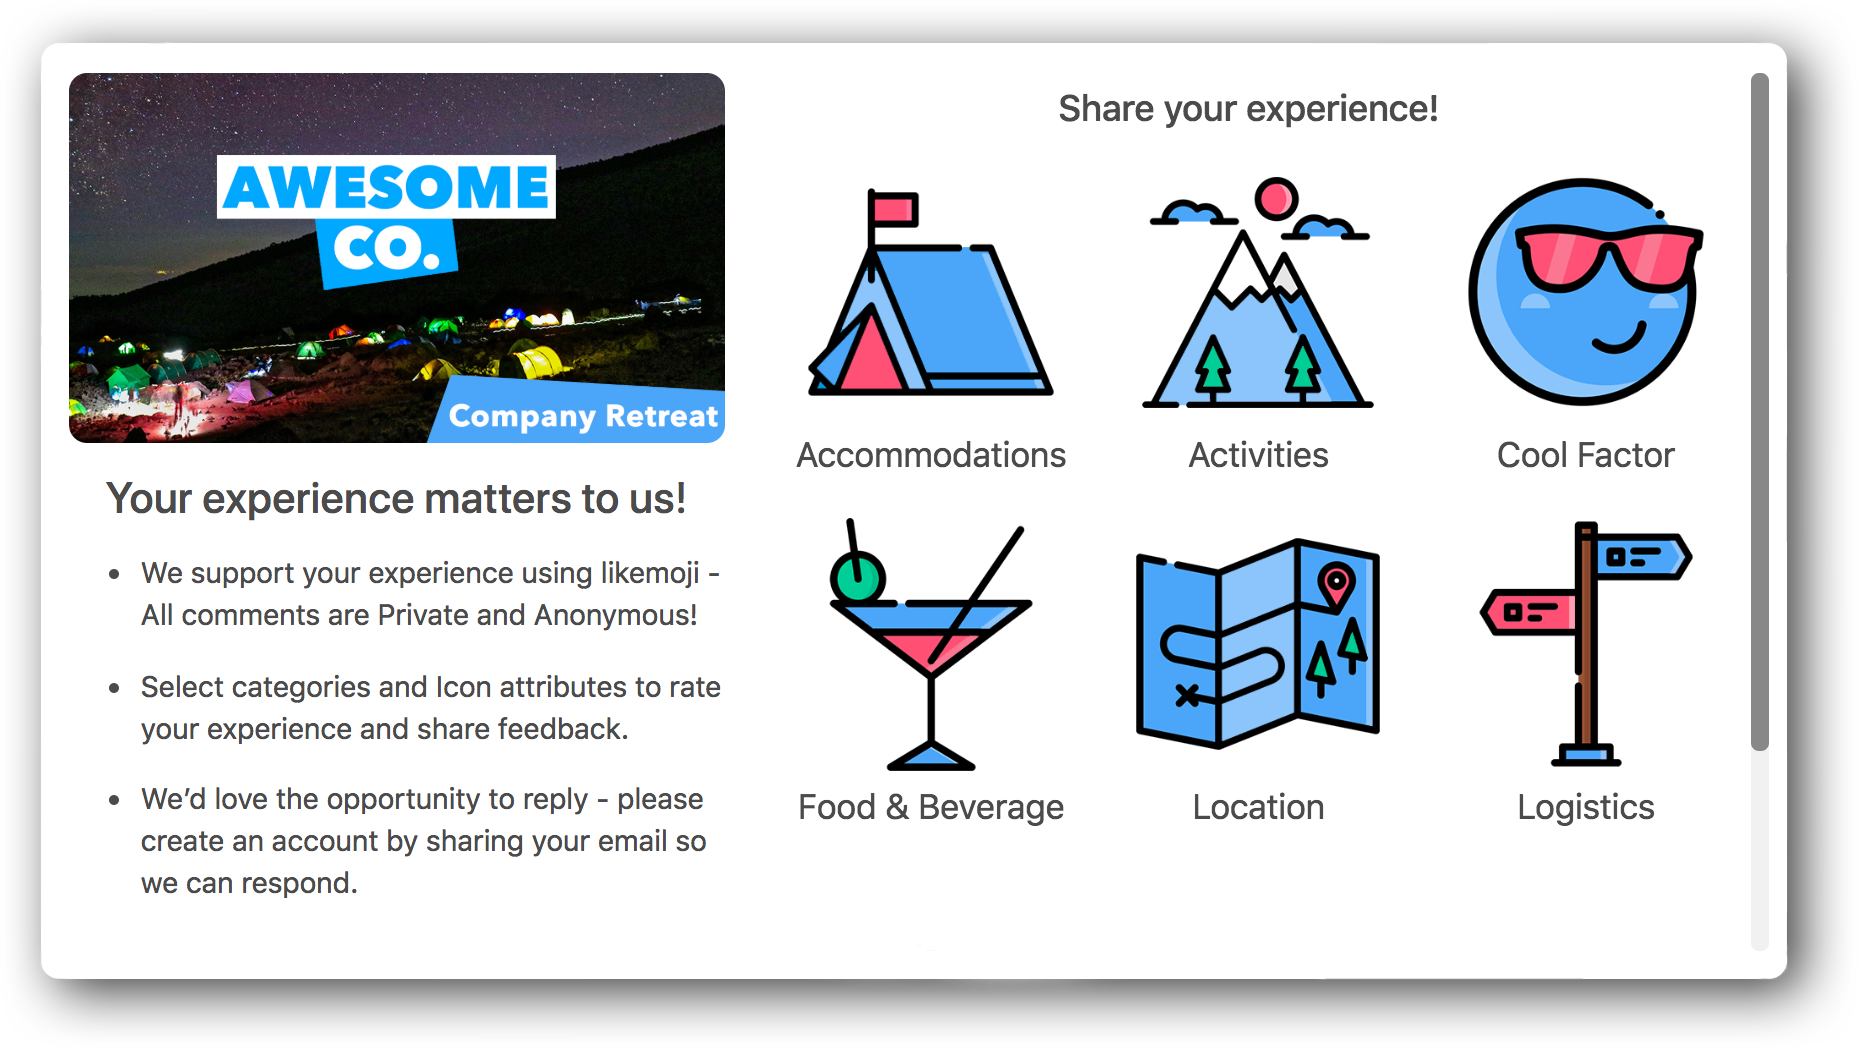 AWESOME
CO.
Company Retreat
Your experience matters to us!
• We support your experience using likemoji -
All comments are Private and Anonymous!
• Select categories and Icon attributes to rate
your experience and share feedback.
• We’d love the opportunity to reply - please
create an account by sharing your email so
we can respond.
Share your experience!
Accommodations
Activities
Cool Factor
Food & Beverage
Location
Logistics